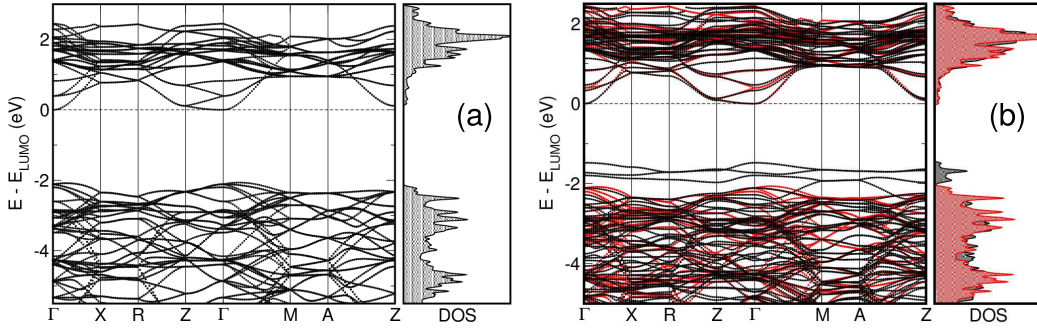 E - E_LUMO (eV)
2
0
-2
-4
(a)
Γ X R Z Γ M A Z DOS
E - E_LUMO (eV)
2
0
-2
-4
(b)
Γ X R Z Γ M A Z DOS